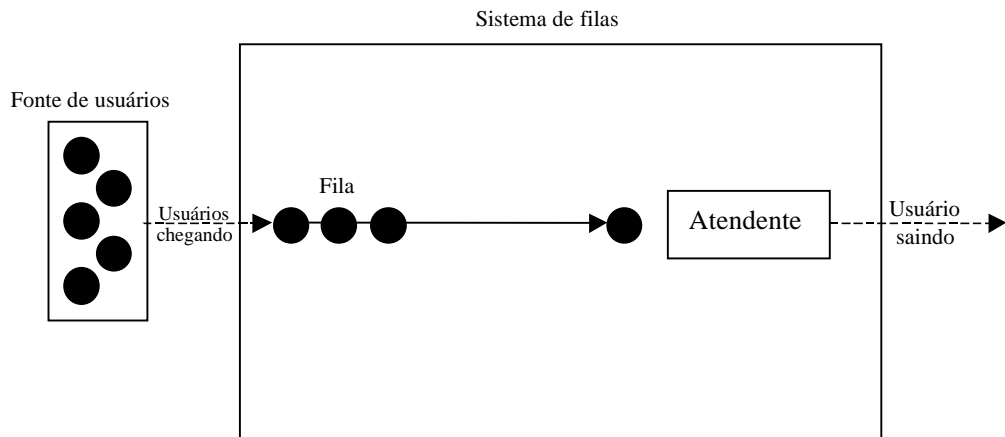 Sistema de filas
Fonte de usuários
Fila
Usuários
chegando
Atendente
Usuário
saindo